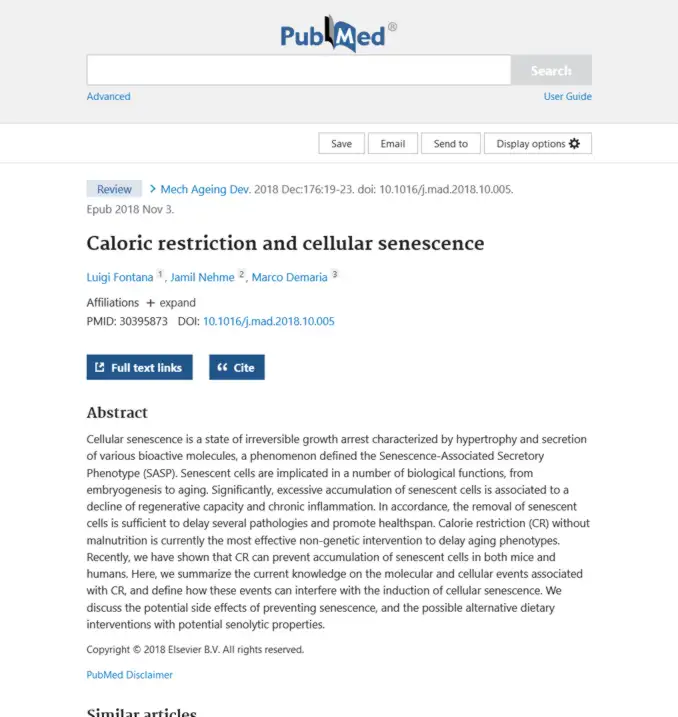 PubMed®
Search
Advanced
User Guide
Save
Email
Send to
Display options
Review
Mech Ageing Dev. 2018 Dec:176:19-23. doi: 10.1016/j.mad.2018.10.005.
Epub 2018 Nov 3.
Caloric restriction and cellular senescence
Luigi Fontana 1, Jamil Nehme 2, Marco Demaria 3
Affiliations + expand
PMID: 30395873 DOI: 10.1016/j.mad.2018.10.005
Full text links
Cite
Abstract
Cellular senescence is a state of irreversible growth arrest characterized by hypertrophy and secretion
of various bioactive molecules, a phenomenon defined the Senescence-Associated Secretory
Phenotype (SASP). Senescent cells are implicated in a number of biological functions, from
embryogenesis to aging. Significantly, excessive accumulation of senescent cells is associated to a
decline of regenerative capacity and chronic inflammation. In accordance, the removal of senescent
cells is sufficient to delay several pathologies and promote healthspan. Calorie restriction (CR) without
malnutrition is currently the most effective non-genetic intervention to delay aging phenotypes.
Recently, we have shown that CR can prevent accumulation of senescent cells in both mice and
humans. Here, we summarize the current knowledge on the molecular and cellular events associated
with CR, and define how these events can interfere with the induction of cellular senescence. We
discuss the potential side effects of preventing senescence, and the possible alternative dietary
interventions with potential senolytic properties.
Copyright © 2018 Elsevier B.V. All rights reserved.
PubMed Disclaimer
Similar articles